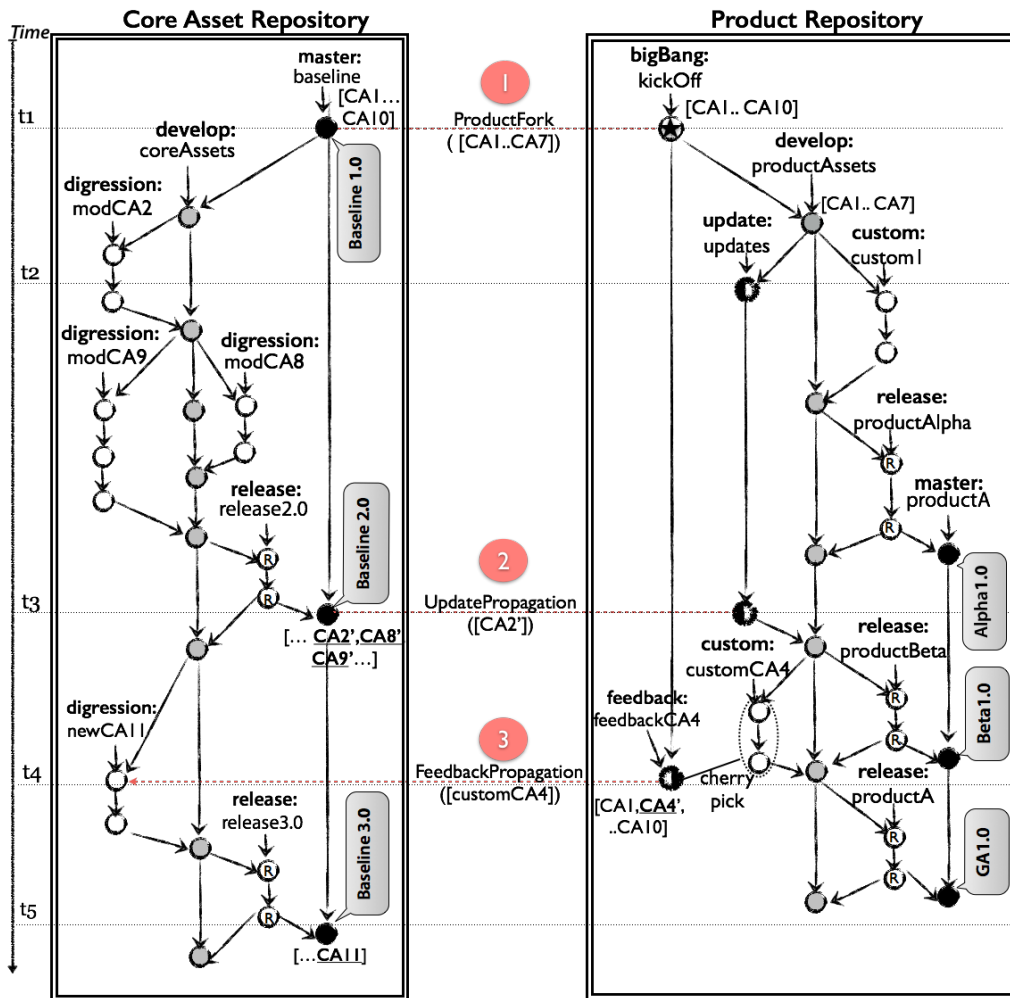 Core Asset Repository
Product Repository
Time
master:
baseline
[CA1...
CA10]
t1
develop:
coreAssets
digression:
modCA2
Baseline 1.0
t2
digression:
modCA9
digression:
modCA8
release:
release2.0
R
R
Baseline 2.0
t3
[... CA2',CA8'
CA9'...]
digression:
newCA11
t4
release:
release3.0
R
R
Baseline 3.0
t5
[...CA11]
1
ProductFork
( [CA1..CA7])
2
UpdatePropagation
([CA2'])
3
FeedbackPropagation
([customCA4])
bigBang:
kickOff
[CA1.. CA10]
develop:
productAssets
[CA1.. CA7]
update:
updates
custom:
custom1
release:
productAlpha
R
R
master:
productA
Alpha1.0
custom:
customCA4
release:
productBeta
R
R
Beta1.0
feedback:
feedbackCA4
cherry
pick
[CA1,CA4',
..CA10]
release:
productA
R
R
GA1.0